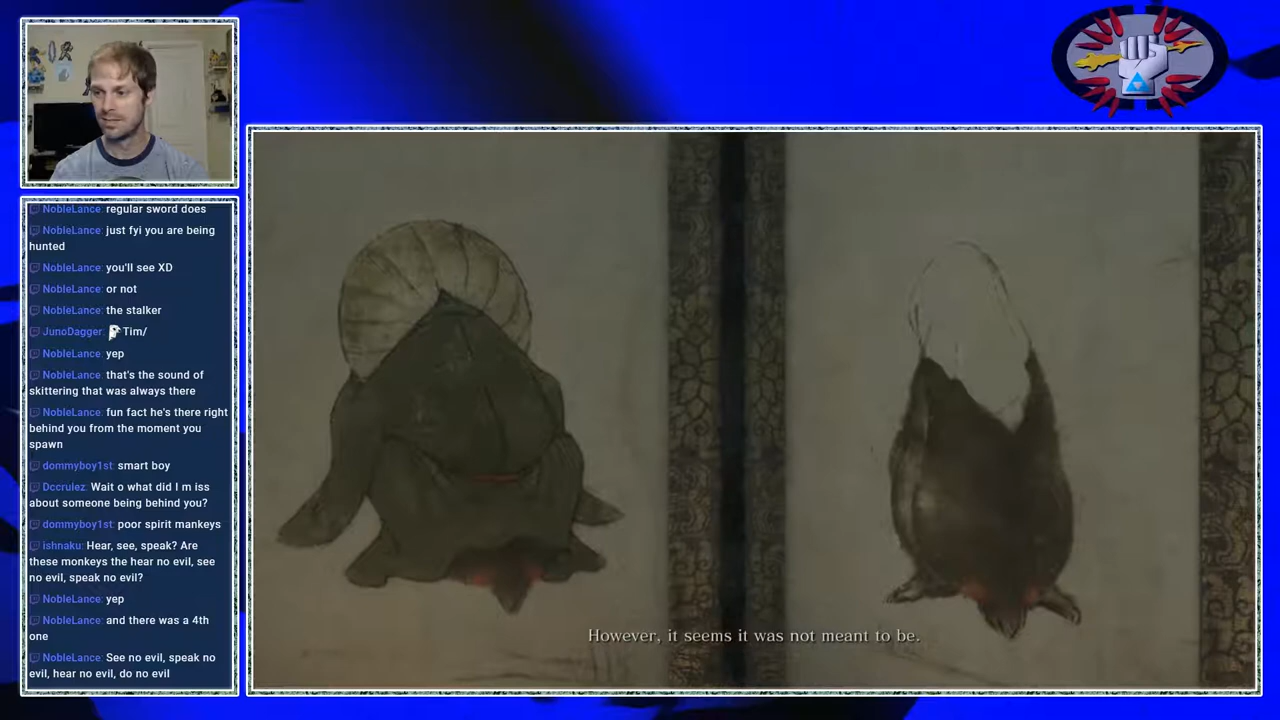 NobleLance: regular sword does
NobleLance: just fyi you are being
hunted
NobleLance: you'll see XD
NobleLance: or not
NobleLance: the stalker
JunoDagger: Tim/
NobleLance: yep
NobleLance: that's the sound of
skittering that was always there
NobleLance: fun fact he's there right
behind you from the moment you
spawn
dommyboy1st: smart boy
Dccrulez: Wait o what did I m iss
about someone being behind you?
dommyboy1st: poor spirit mankeys
ishnaku: Hear, see, speak? Are
these monkeys the hear no evil, see
no evil, speak no evil?
NobleLance: yep
NobleLance: and there was a 4th
one
NobleLance: See no evil, speak no
evil, hear no evil, do no evil
However, it seems it was not meant to be.